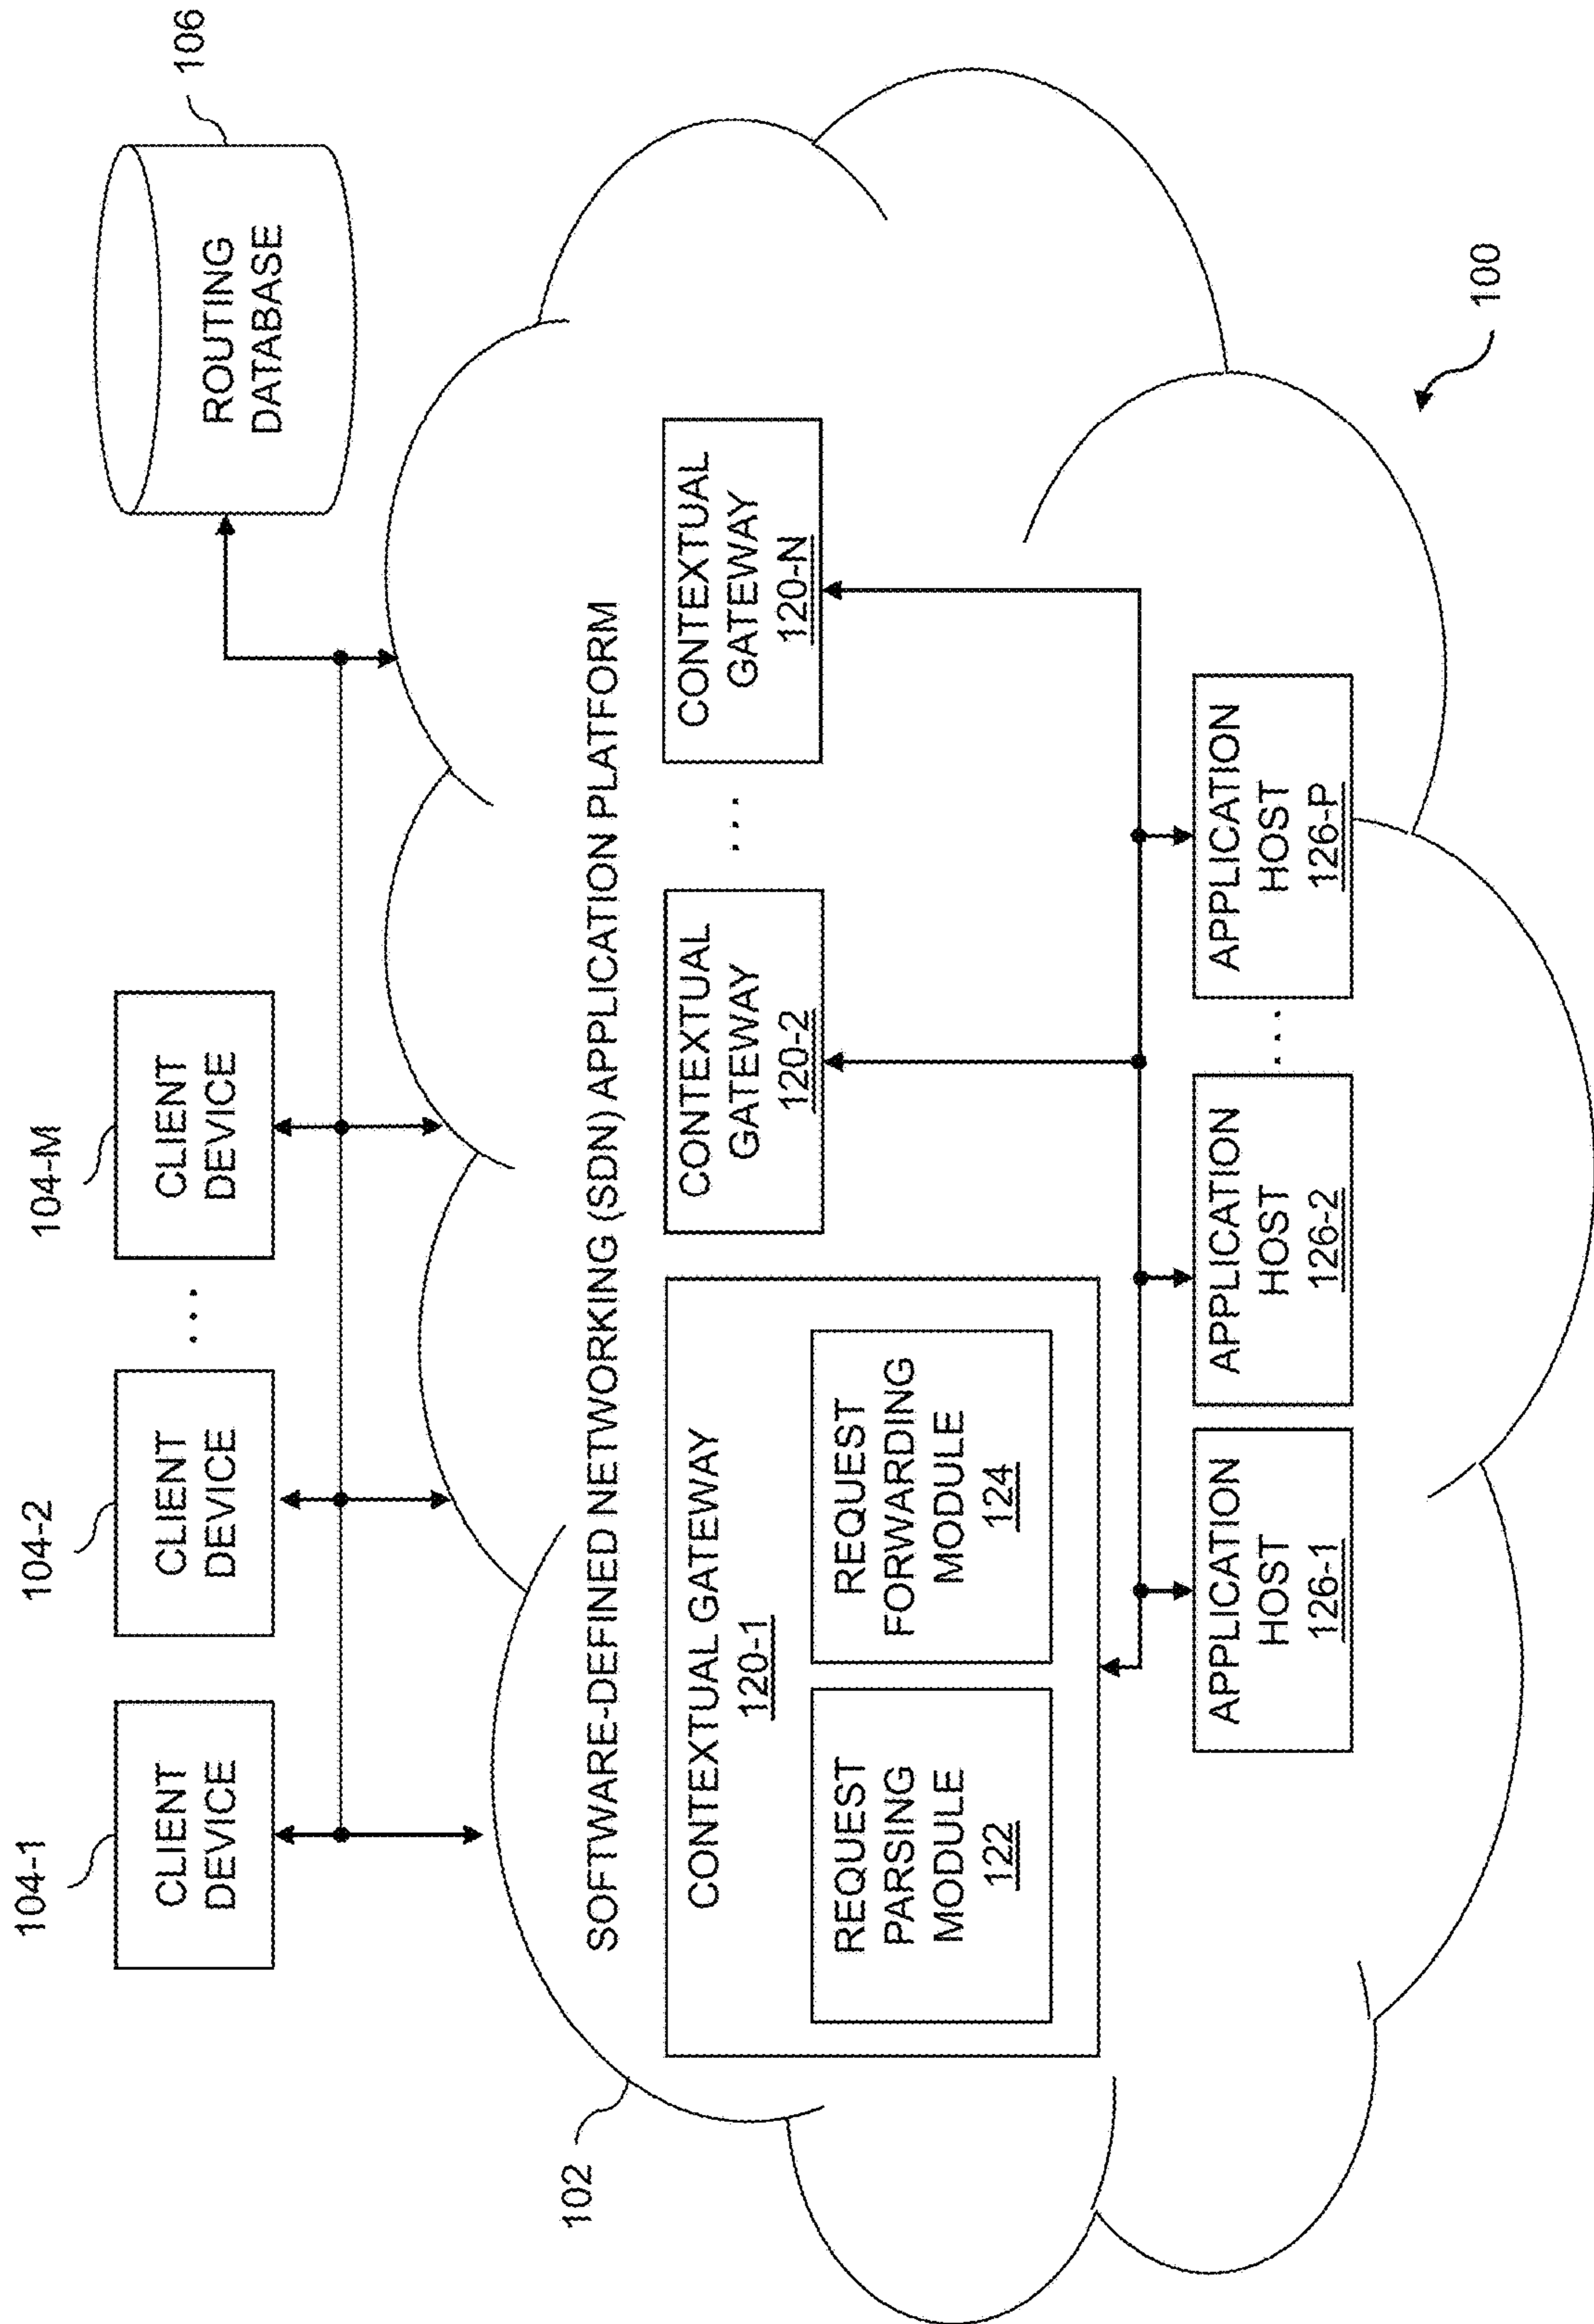 104-1
104-2
104-M
106
CLIENT
DEVICE
CLIENT
DEVICE
. . .
CLIENT
DEVICE
ROUTING
DATABASE
102
SOFTWARE-DEFINED NETWORKING (SDN) APPLICATION PLATFORM
CONTEXTUAL GATEWAY
120-1
REQUEST
PARSING
MODULE
122
REQUEST
FORWARDING
MODULE
124
CONTEXTUAL
GATEWAY
120-2
. . .
CONTEXTUAL
GATEWAY
120-N
APPLICATION
HOST
126-1
APPLICATION
HOST
126-2
. . .
APPLICATION
HOST
126-P
100